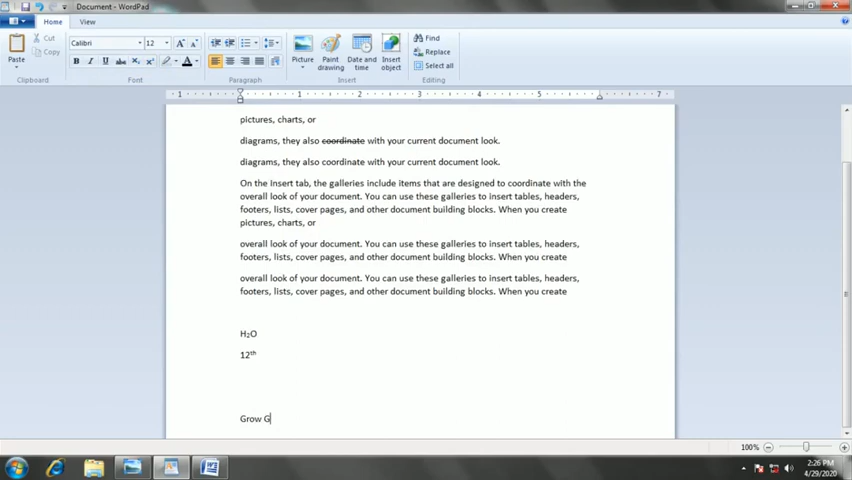 Document - WordPad
Home
View
Paste
Cut
Copy
Clipboard
Calibri
12
Font
Paragraph
Picture
Paint drawing
Date and time
Insert object
Insert
Find
Replace
Select all
Editing
1 1 2 3 4 5 7
pictures, charts, or
diagrams, they also coordinate with your current document look.
diagrams, they also coordinate with your current document look.
On the Insert tab, the galleries include items that are designed to coordinate with the
overall look of your document. You can use these galleries to insert tables, headers,
footers, lists, cover pages, and other document building blocks. When you create
pictures, charts, or
overall look of your document. You can use these galleries to insert tables, headers,
footers, lists, cover pages, and other document building blocks. When you create
overall look of your document. You can use these galleries to insert tables, headers,
footers, lists, cover pages, and other document building blocks. When you create
H₂O
12ᵗʰ
Grow G
100%
2:26 PM
4/29/2020